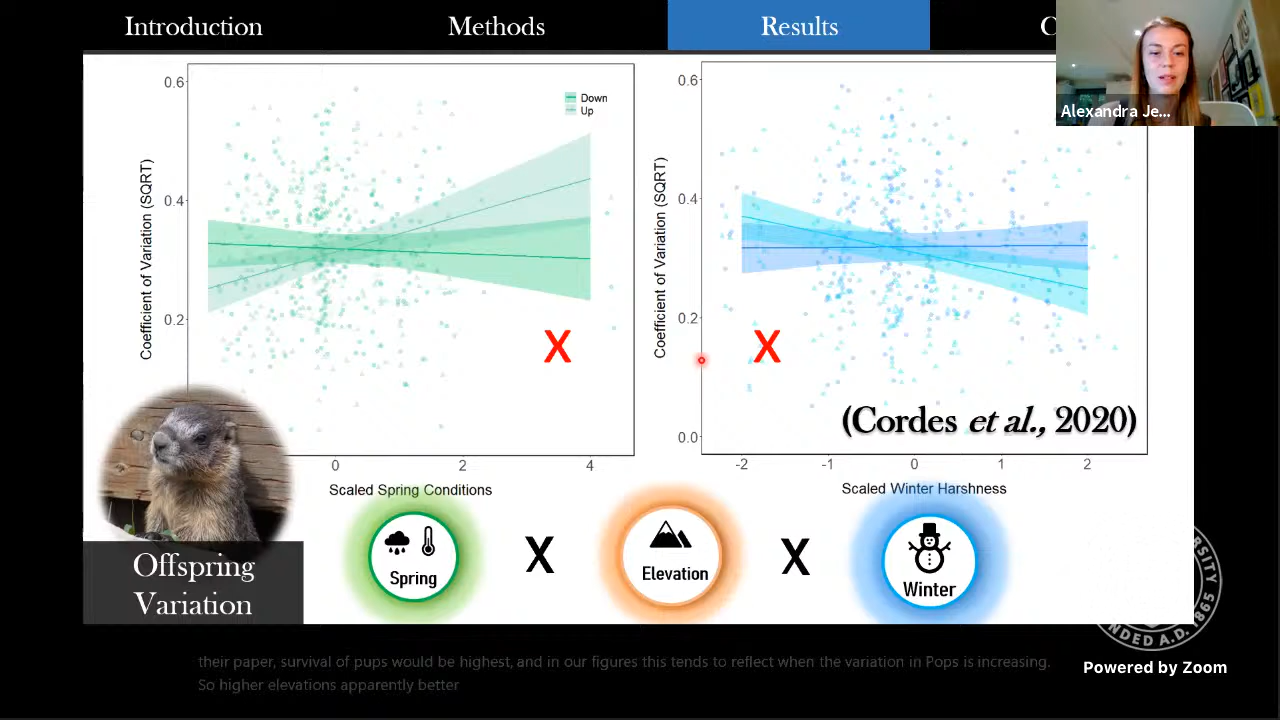 Introduction
Methods
Results
C
Alexandra Je...
0.6
0.4
0.2
Down
Up
Coefficient of Variation (SQRT)
0
2
4
Scaled Spring Conditions
X
0.6
0.4
0.2
0.0
Coefficient of Variation (SQRT)
X
(Cordes et al., 2020)
-2
-1
0
1
2
Scaled Winter Harshness
Offspring
Variation
Spring
X
Elevation
X
Winter
RSITY
NDED A.D. 1865
their paper, survival of pups would be highest, and in our figures this tends to reflect when the variation in Pops is increasing.
So higher elevations apparently better
Powered by Zoom